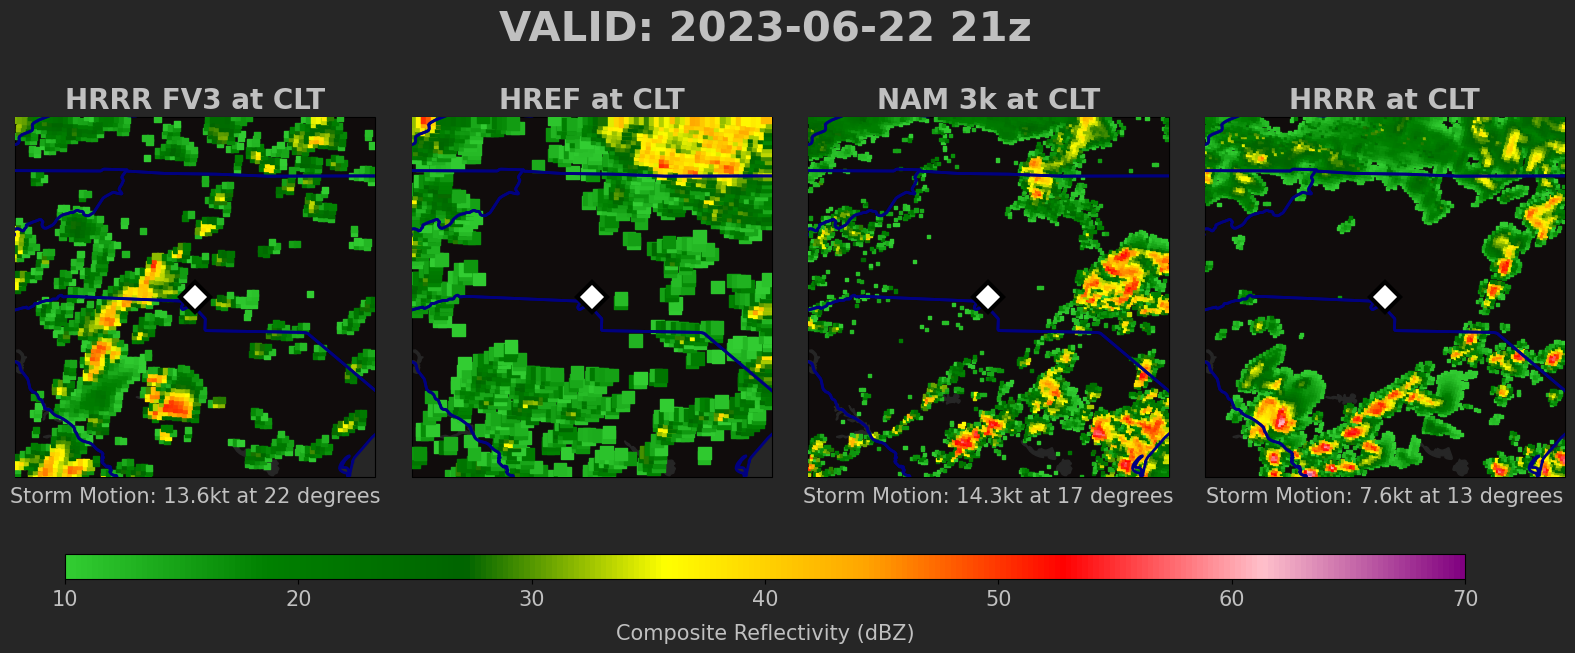 VALID: 2023-06-22 21z
HRRR FV3 at CLT
HREF at CLT
NAM 3k at CLT
HRRR at CLT
Storm Motion: 13.6kt at 22 degrees
Storm Motion: 14.3kt at 17 degrees
Storm Motion: 7.6kt at 13 degrees
10 20 30 40 50 60 70
Composite Reflectivity (dBZ)